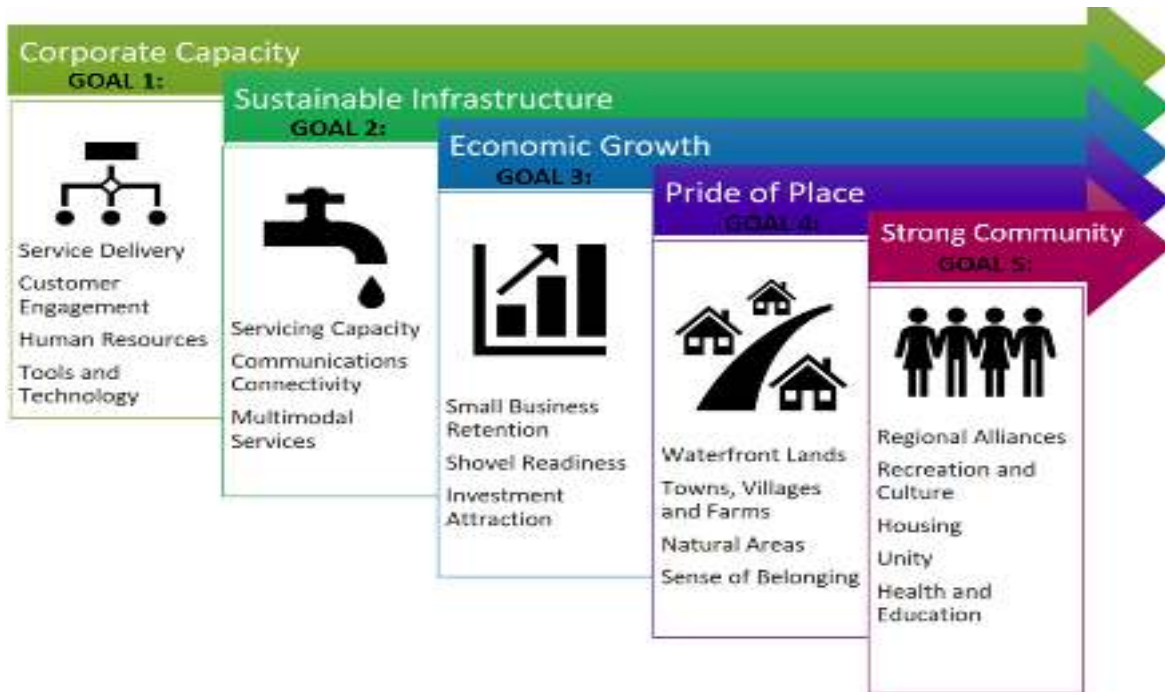 Corporate Capacity
GOAL 1:
Service Delivery
Customer
Engagement
Human Resources
Tools and
Technology
Sustainable Infrastructure
GOAL 2:
Servicing Capacity
Communications
Connectivity
Multimodal
Services
Economic Growth
GOAL 3:
Small Business
Retention
Shovel Readiness
Investment
Attraction
Pride of Place
GOAL 4:
Waterfront Lands
Towns, Villages
and Farms
Natural Areas
Sense of Belonging
Strong Community
GOAL 5:
Regional Alliances
Recreation and
Culture
Housing
Unity
Health and
Education